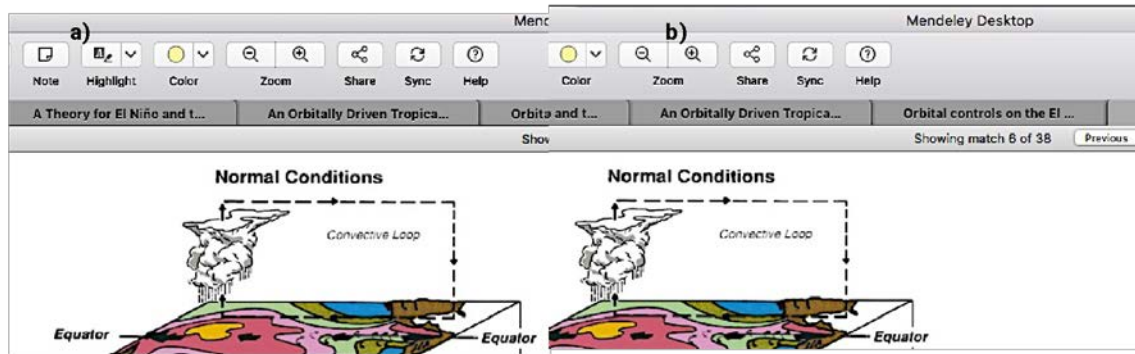 Mend
a)
Note Highlight Color Zoom Share Sync Help
A Theory for El Niño and t... An Orbitally Driven Tropica... Orbita
Show
Normal Conditions
Convective Loop
Equator Equator
Mendeley Desktop
b)
Color Zoom Share Sync Help
and t... An Orbitally Driven Tropica... Orbital controls on the El ...
Showing match 6 of 38 Previous
Normal Conditions
Convective Loop
Equator